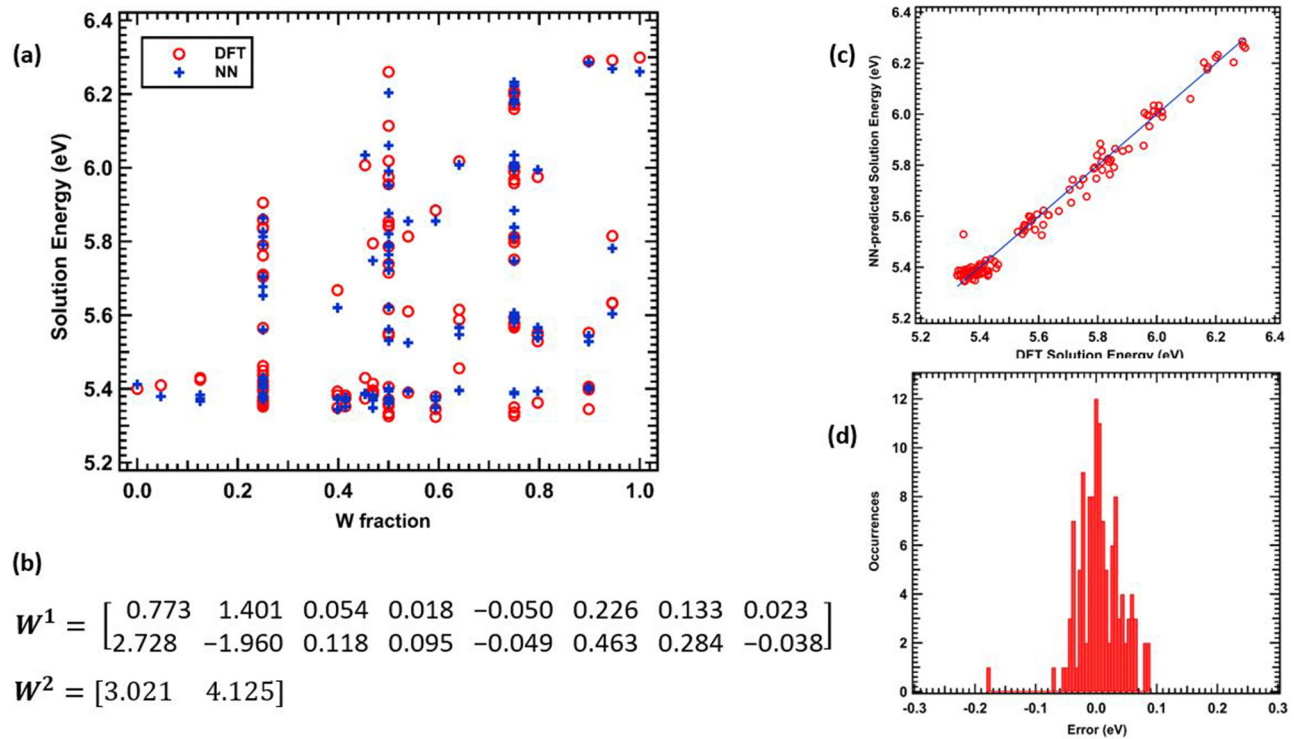 (a)
6.4
6.2
6.0
5.8
5.6
5.4
5.2
Solution Energy (eV)
DFT
NN
0.0 0.2 0.4 0.6 0.8 1.0
W fraction
(b)
W¹ = [0.773 1.401 0.054 0.018 −0.050 0.226 0.133 0.023
2.728 −1.960 0.118 0.095 −0.049 0.463 0.284 −0.038]
W² = [3.021 4.125]
(c)
6.4
6.2
6.0
5.8
5.6
5.4
5.2
NN-predicted Solution Energy (eV)
5.2 5.4 5.6 5.8 6.0 6.2 6.4
DFT Solution Energy (eV)
(d)
12
10
8
6
4
2
0
Occurrences
-0.3 -0.2 -0.1 0.0 0.1 0.2 0.3
Error (eV)